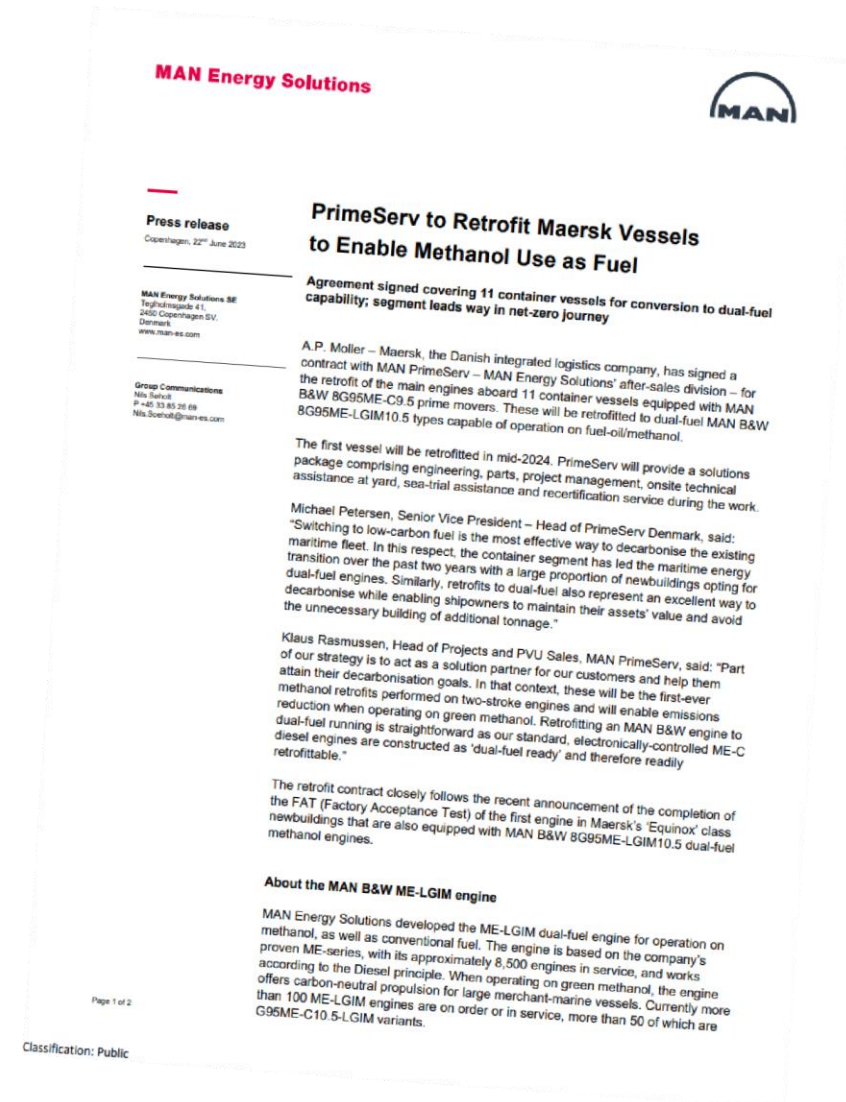 MAN Energy Solutions
MAN
Press release
Copenhagen, 22nd June 2023
MAN Energy Solutions SE
Teglholmsgade 41,
2450 Copenhagen SV,
Denmark
www.man-es.com
Group Communications
Nils Søholt
P +45 33 85 26 69
Nils.Soeholt@man-es.com
PrimeServ to Retrofit Maersk Vessels
to Enable Methanol Use as Fuel
Agreement signed covering 11 container vessels for conversion to dual-fuel
capability; segment leads way in net-zero journey
A.P. Moller – Maersk, the Danish integrated logistics company, has signed a
contract with MAN PrimeServ – MAN Energy Solutions' after-sales division – for
the retrofit of the main engines aboard 11 container vessels equipped with MAN
B&W 8G95ME-C9.5 prime movers. These will be retrofitted to dual-fuel MAN B&W
8G95ME-LGIM10.5 types capable of operation on fuel-oil/methanol.
The first vessel will be retrofitted in mid-2024. PrimeServ will provide a solutions
package comprising engineering, parts, project management, onsite technical
assistance at yard, sea-trial assistance and recertification service during the work.
Michael Petersen, Senior Vice President – Head of PrimeServ Denmark, said:
"Switching to low-carbon fuel is the most effective way to decarbonise the existing
maritime fleet. In this respect, the container segment has led the maritime energy
transition over the past two years with a large proportion of newbuildings opting for
dual-fuel engines. Similarly, retrofits to dual-fuel also represent an excellent way to
decarbonise while enabling shipowners to maintain their assets' value and avoid
the unnecessary building of additional tonnage."
Klaus Rasmussen, Head of Projects and PVU Sales, MAN PrimeServ, said: "Part
of our strategy is to act as a solution partner for our customers and help them
attain their decarbonisation goals. In that context, these will be the first-ever
methanol retrofits performed on two-stroke engines and will enable emissions
reduction when operating on green methanol. Retrofitting an MAN B&W engine to
dual-fuel running is straightforward as our standard, electronically-controlled ME-C
diesel engines are constructed as 'dual-fuel ready' and therefore readily
retrofittable."
The retrofit contract closely follows the recent announcement of the completion of
the FAT (Factory Acceptance Test) of the first engine in Maersk's 'Equinox' class
newbuildings that are also equipped with MAN B&W 8G95ME-LGIM10.5 dual-fuel
methanol engines.
About the MAN B&W ME-LGIM engine
MAN Energy Solutions developed the ME-LGIM dual-fuel engine for operation on
methanol, as well as conventional fuel. The engine is based on the company's
proven ME-series, with its approximately 8,500 engines in service, and works
according to the Diesel principle. When operating on green methanol, the engine
offers carbon-neutral propulsion for large merchant-marine vessels. Currently more
than 100 ME-LGIM engines are on order or in service, more than 50 of which are
G95ME-C10.5-LGIM variants.
Page 1 of 2
Classification: Public